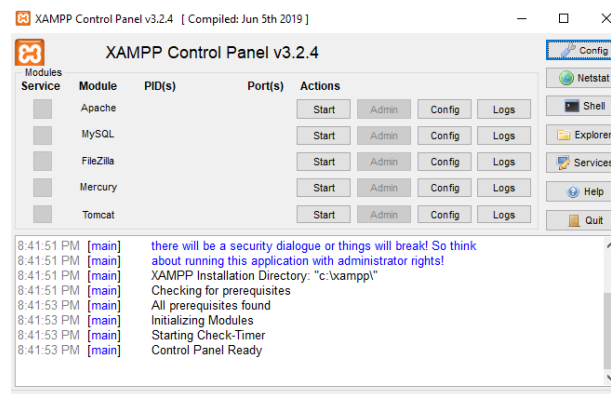 XAMPP Control Panel v3.2.4 [ Compiled: Jun 5th 2019 ]
XAMPP Control Panel v3.2.4
Config
Modules
Service Module PID(s) Port(s) Actions
Netstat
Apache Start Admin Config Logs
Shell
MySQL Start Admin Config Logs
Explorer
FileZilla Start Admin Config Logs
Services
Mercury Start Admin Config Logs
Help
Tomcat Start Admin Config Logs
Quit
8:41:51 PM [main] there will be a security dialogue or things will break! So think
8:41:51 PM [main] about running this application with administrator rights!
8:41:51 PM [main] XAMPP Installation Directory: "c:\xampp\"
8:41:51 PM [main] Checking for prerequisites
8:41:53 PM [main] All prerequisites found
8:41:53 PM [main] Initializing Modules
8:41:53 PM [main] Starting Check-Timer
8:41:53 PM [main] Control Panel Ready